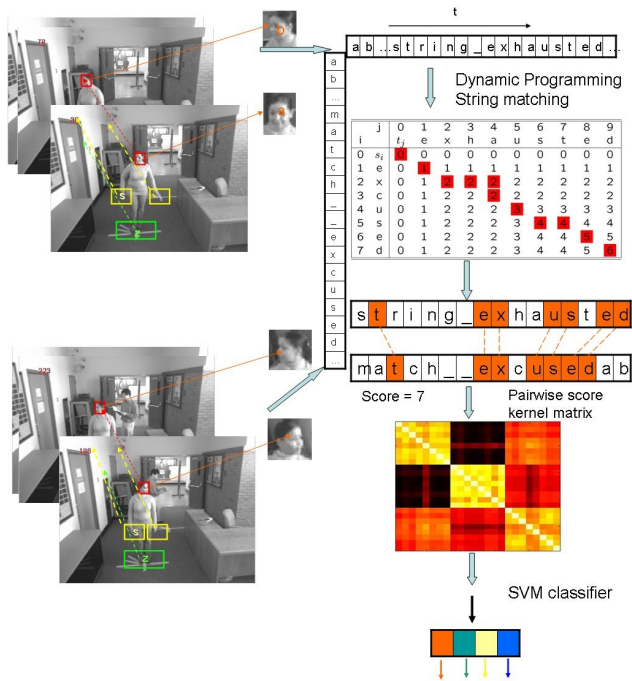 t
a b ... s t r i n g _ e x h a u s t e d ...
a
b
...
m
a
t
c
h
_
_
e
x
c
u
s
e
d
...
Dynamic Programming
String matching
j 0 1 2 3 4 5 6 7 8 9
i tj e x h a u s t e d
0 si 0 0 0 0 0 0 0 0 0 0
1 e 0 1 1 1 1 1 1 1 1 1
2 x 0 1 2 2 2 2 2 2 2 2
3 c 0 1 2 2 2 2 2 2 2 2
4 u 0 1 2 2 2 3 3 3 3 3
5 s 0 1 2 2 2 3 4 4 4 4
6 e 0 1 2 2 2 3 4 4 5 5
7 d 0 1 2 2 2 3 4 4 5 6
s t r i n g _ e x h a u s t e d
m a t c h _ _ e x c u s e d a b
Score = 7
Pairwise score
kernel matrix
SVM classifier
79
S
223
S
Z